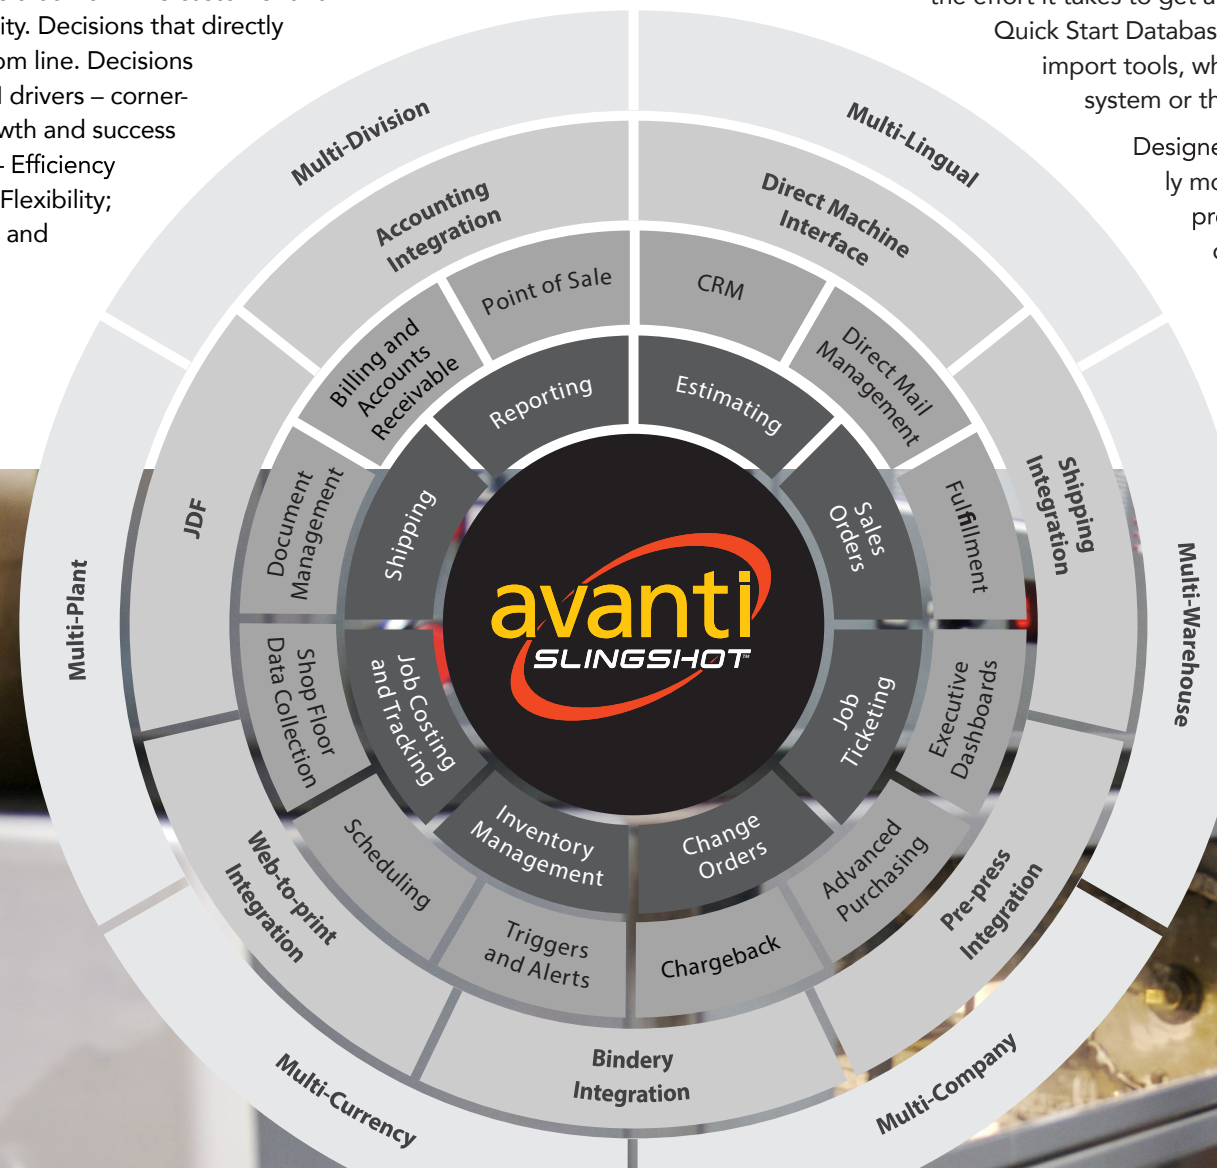 ity. Decisions that directly
om line. Decisions
drivers – corner-
wth and success
– Efficiency
Flexibility;
and
Quick Start Databas
import tools, wh
system or th
Designe
ly mo
pr
Multi-Division
Multi-Lingual
Multi-Warehouse
Multi-Company
Multi-Currency
Multi-Plant
Accounting
Integration
Direct Machine
Interface
Shipping
Integration
Pre-press
Integration
Bindery
Integration
Web-to-print
Integration
JDF
Point of Sale
CRM
Direct Mail
Management
Fulfillment
Executive
Dashboards
Advanced
Purchasing
Chargeback
Triggers
and Alerts
Scheduling
Shop Floor
Data Collection
Document
Management
Billing and
Accounts
Receivable
Reporting
Estimating
Sales
Orders
Job
Ticketing
Change
Orders
Inventory
Management
Job Costing
and Tracking
Shipping
avanti
SLINGSHOT™